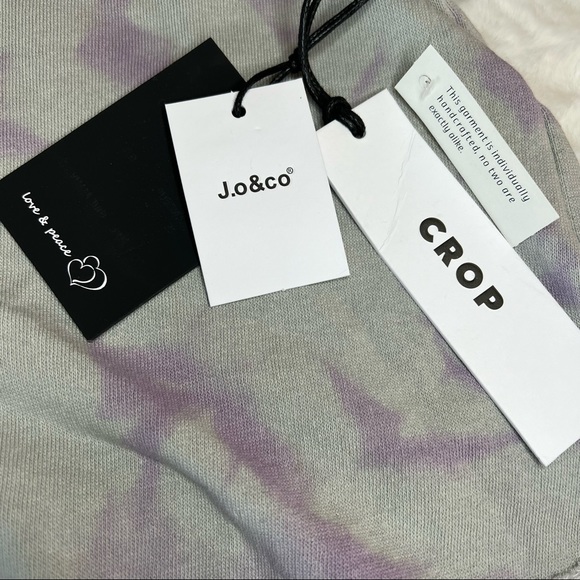 love & peace
J.o&co®
CROP
This garment is individually
handcrafted, no two are
exactly alike.